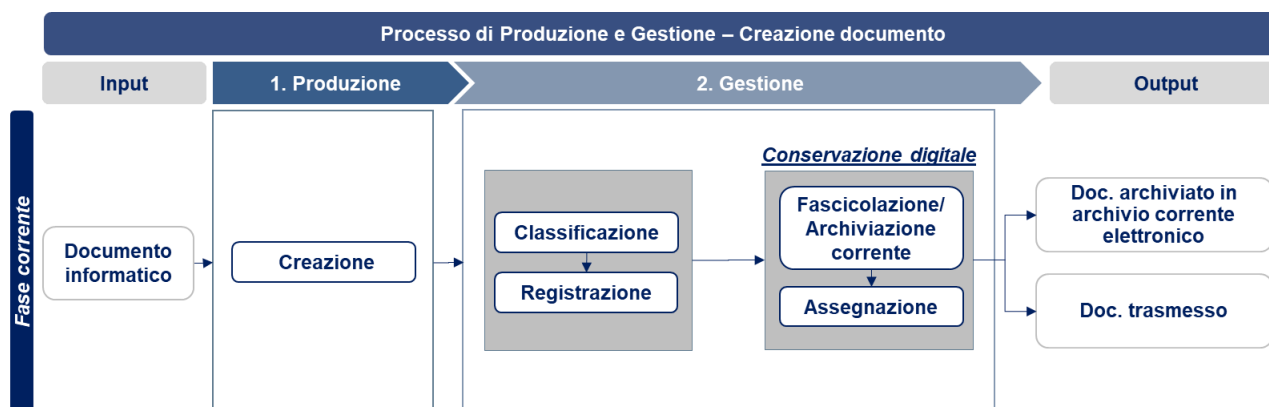 Processo di Produzione e Gestione – Creazione documento
Input
1. Produzione
2. Gestione
Output
Fase corrente
Documento
informatico
Creazione
Classificazione
Registrazione
Conservazione digitale
Fascicolazione/
Archiviazione
corrente
Assegnazione
Doc. archiviato in
archivio corrente
elettronico
Doc. trasmesso